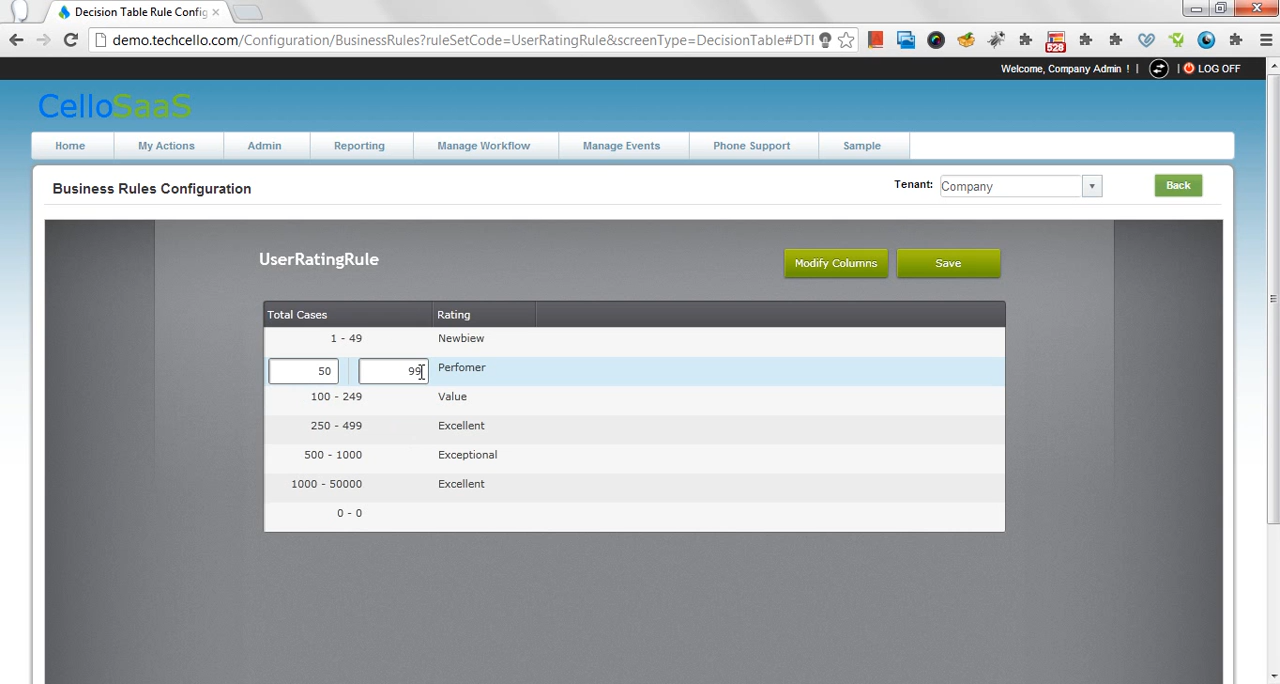 Decision Table Rule Config
demo.techcello.com/Configuration/BusinessRules?ruleSetCode=UserRatingRule&screenType=DecisionTable#DTI
528
Welcome, Company Admin ! | | LOG OFF
CelloSaaS
Home My Actions Admin Reporting Manage Workflow Manage Events Phone Support Sample
Business Rules Configuration Tenant: Company Back
UserRatingRule Modify Columns Save
Total Cases Rating
1 - 49 Newbiew
50 99 Perfomer
100 - 249 Value
250 - 499 Excellent
500 - 1000 Exceptional
1000 - 50000 Excellent
0 - 0